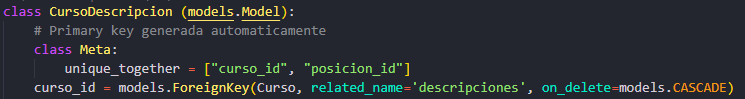 class CursoDescripcion (models.Model):
    # Primary key generada automaticamente
    class Meta:
        unique_together = ["curso_id", "posicion_id"]
    curso_id = models.ForeignKey(Curso, related_name='descripciones', on_delete=models.CASCADE)